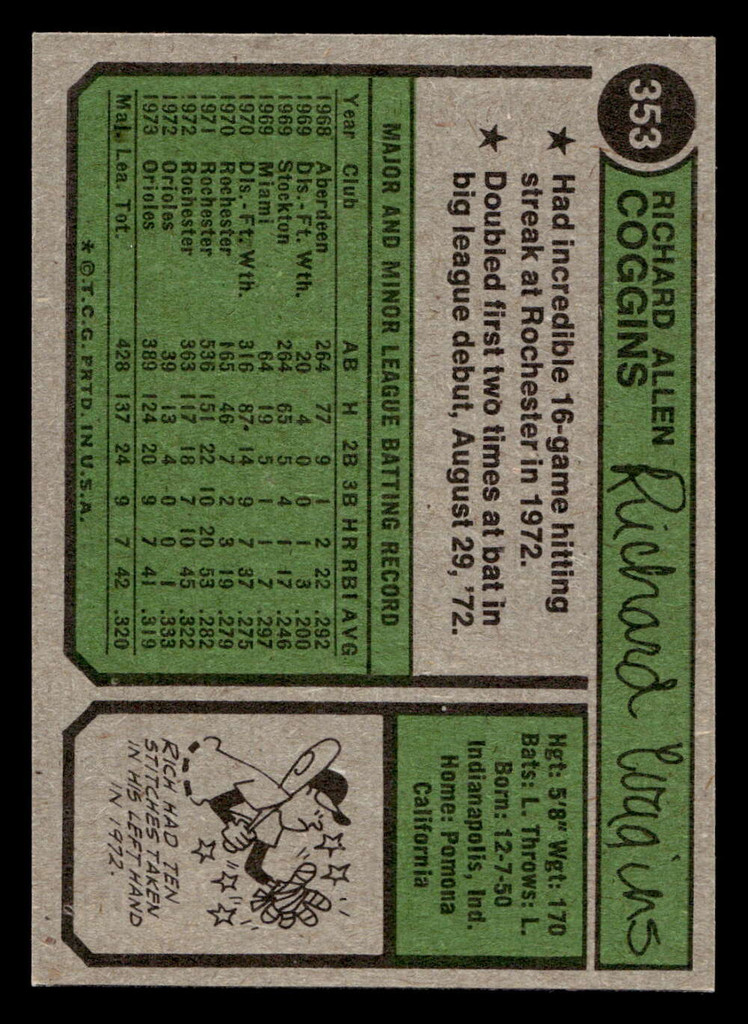 353
RICHARD ALLEN
COGGINS
Richard Coggins
★ Had incredible 16-game hitting
streak at Rochester in 1972.
★ Doubled first two times at bat in
big league debut, August 29, '72.
MAJOR AND MINOR LEAGUE BATTING RECORD
Year Club AB H 2B 3B HR RBI AVG
1968 Aberdeen 264 77 9 1 2 22 .292
1969 Dls.-Ft. Wth. 20 4 0 0 1 3 .200
1969 Stockton 264 65 5 4 1 17 .246
1969 Miami 64 19 5 1 1 7 .297
1970 Dls.-Ft. Wth. 316 87• 14 9 7 37 .275
1970 Rochester 165 46 7 2 3 19 .279
1971 Rochester 536 151 22 10 20 53 .282
1972 Rochester 363 117 18 7 10 45 .322
1972 Orioles 39 13 4 0 0 1 .333
1973 Orioles 389 124 20 9 7 41 .319
Maj. Lea. Tot. 428 137 24 9 7 42 .320
* © T.C.G. PRTD. IN U.S.A.
Hgt: 5'8" Wgt: 170
Bats: L. Throws: L.
Born: 12-7-50
Indianapolis, Ind.
Home: Pomona
California
RICH HAD TEN
STITCHES TAKEN
IN HIS LEFT HAND
IN 1972.